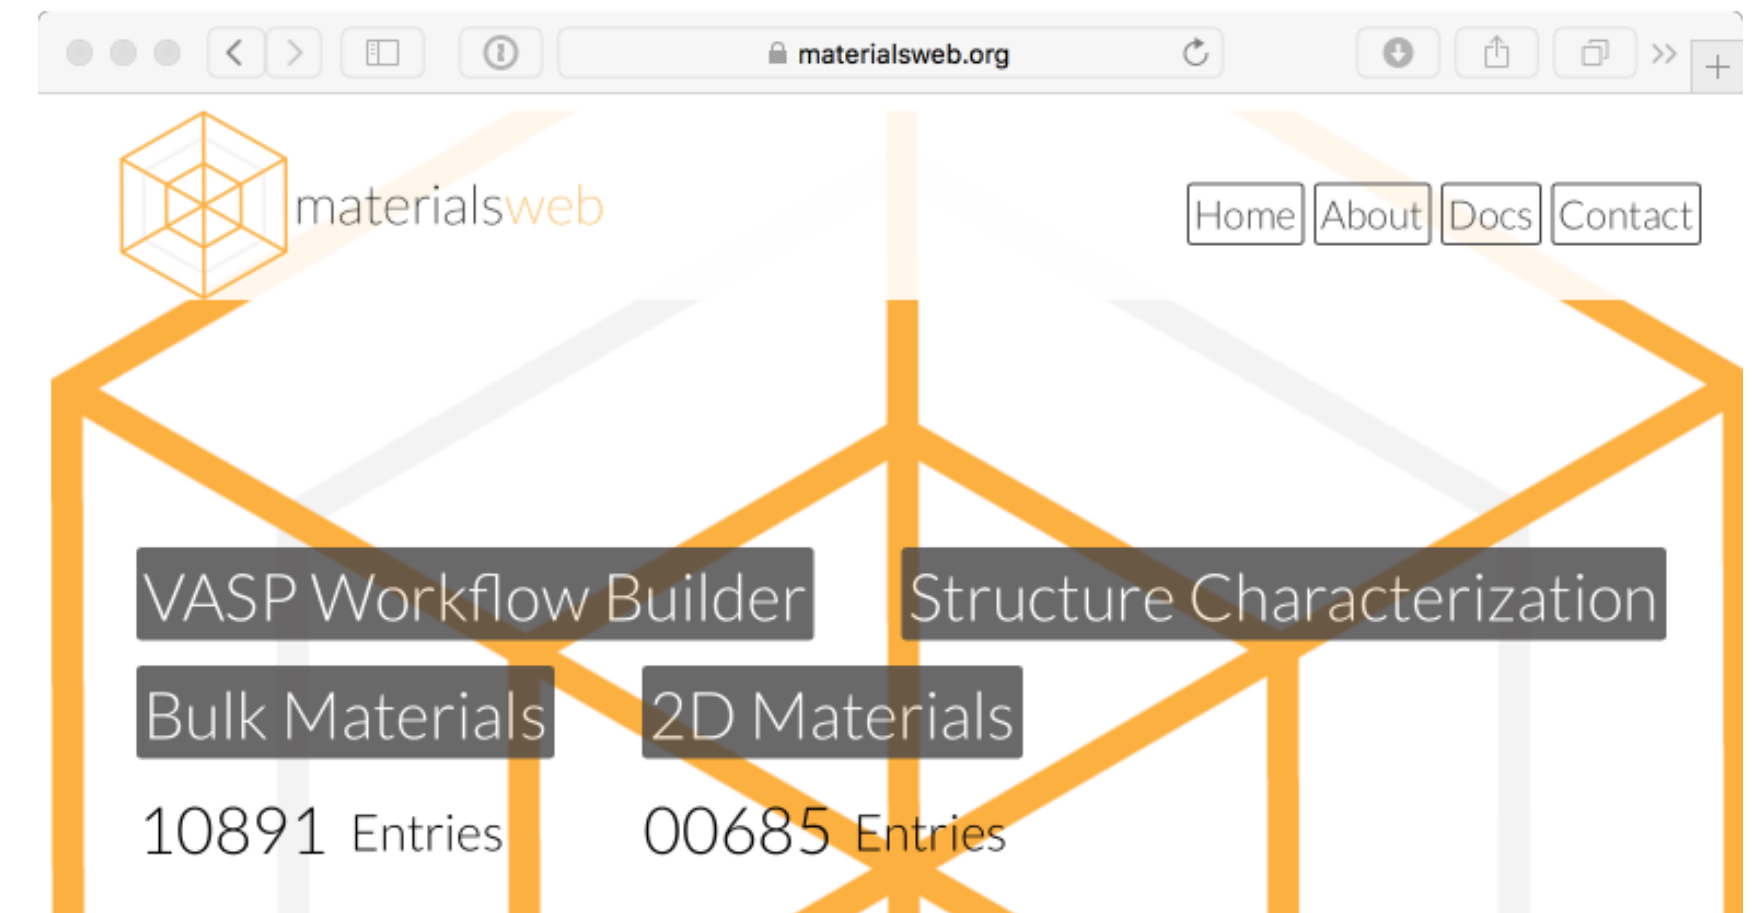 materialsweb.org
materialsweb
Home About Docs Contact
VASP Workflow Builder Structure Characterization
Bulk Materials 2D Materials
10891 Entries 00685 Entries